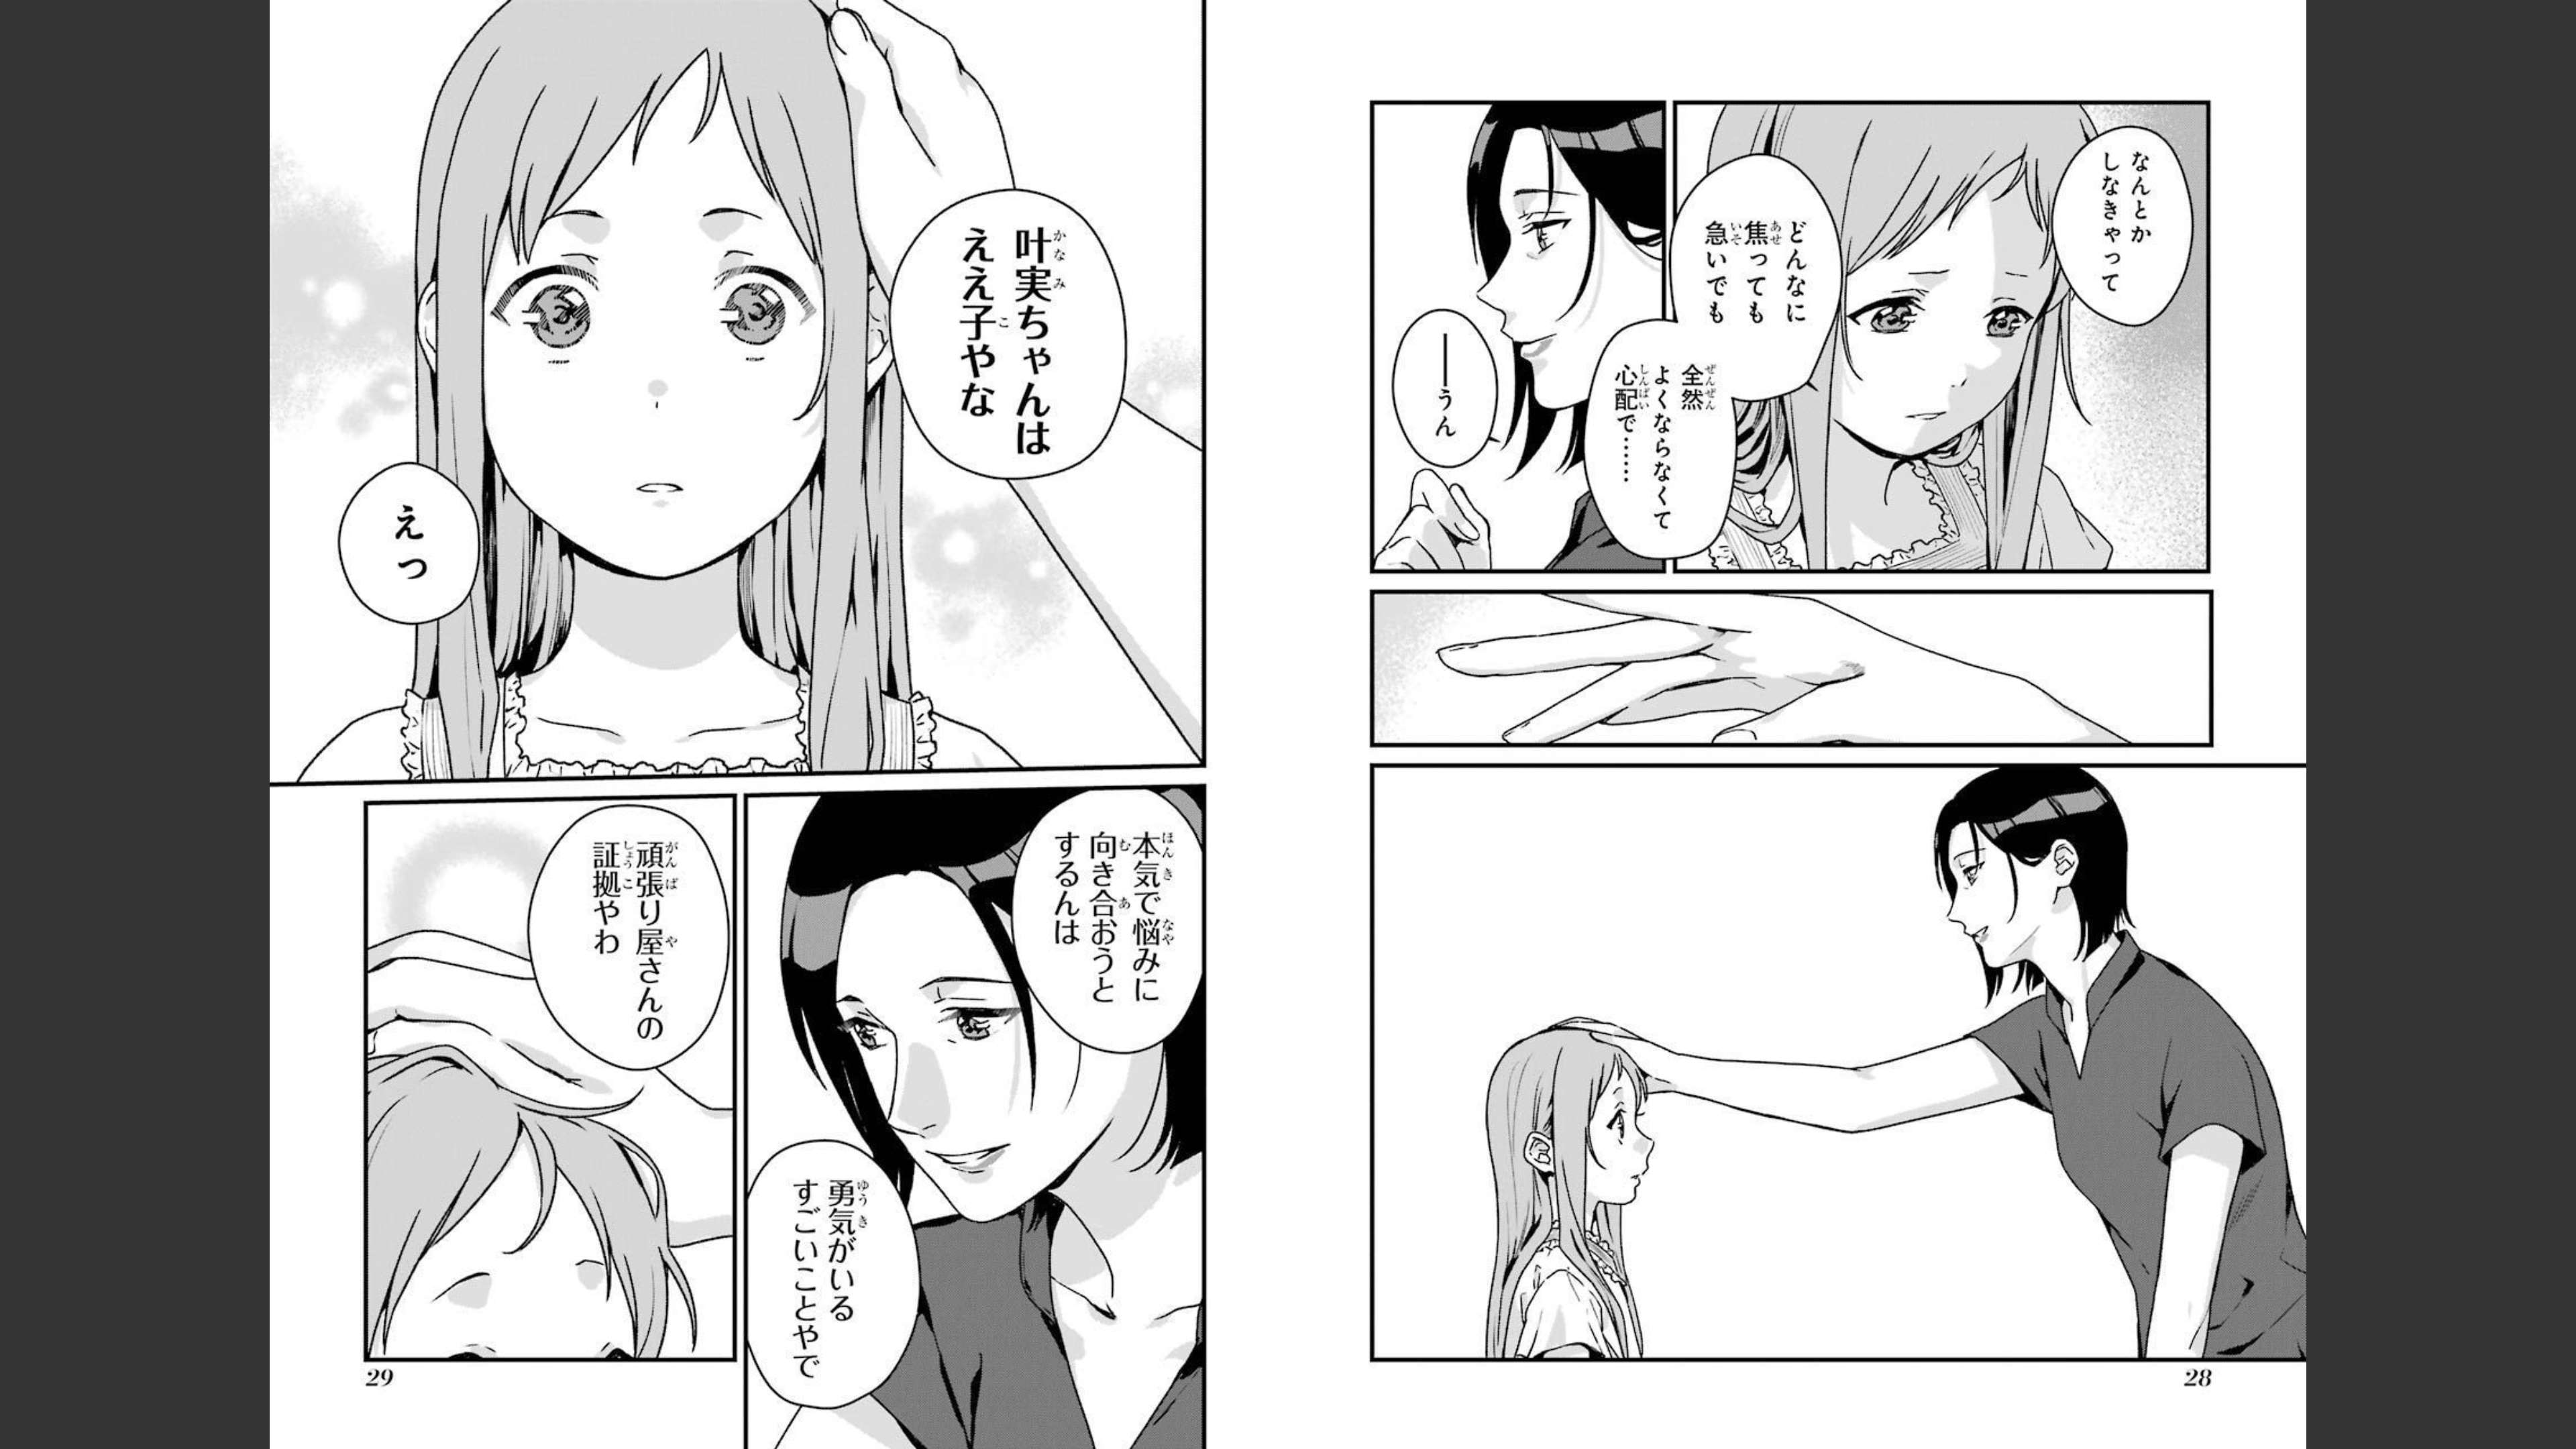 なんとか
しなきゃって
どんなに
焦っても
急いでも
全然
よくならなくて
心配で……
──うん
28
叶実ちゃんは
ええ子やな
えっ
本気で悩みに
向き合おうと
するんは
勇気がいる
すごいことやで
頑張り屋さんの
証拠やわ
29